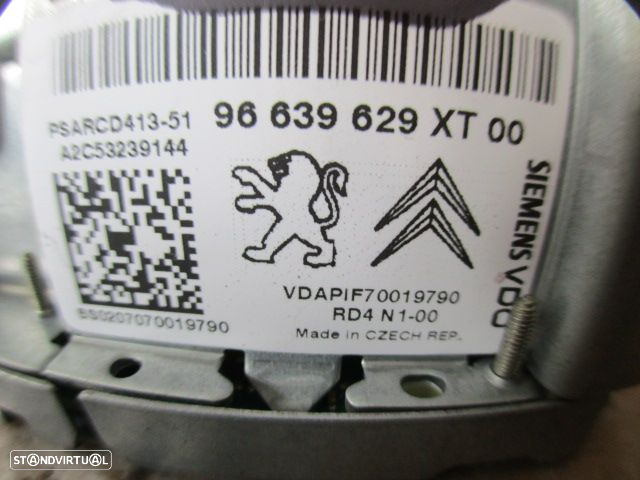 PSARCD413-51 96 639 629 XT 00
A2C53239144
SIEMENS VDO
VDAPIF70019790
RD4 N1-00
BS0207070019790
Made in CZECH REP.
STANDVIRTUAL